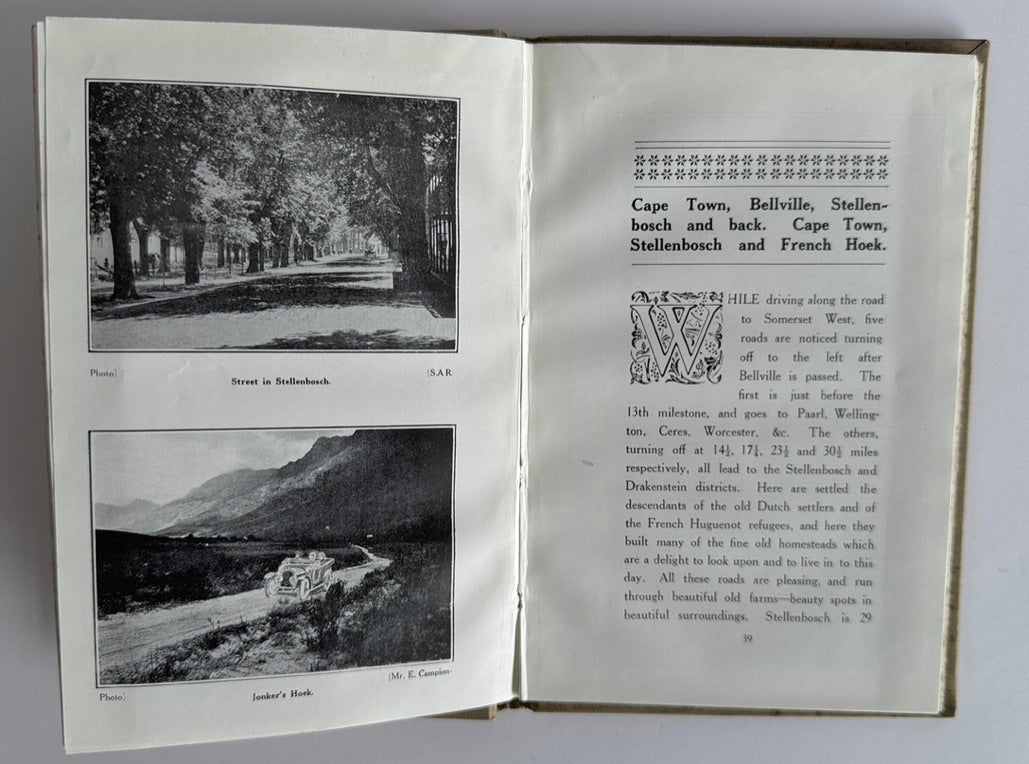 Photo]
[S.A.R.
Street in Stellenbosch.
[Mr. E. Campion.
Photo]
Jonker's Hoek.
Cape Town, Bellville, Stellen-
bosch and back. Cape Town,
Stellenbosch and French Hoek.
WHILE driving along the road
to Somerset West, five
roads are noticed turning
off to the left after
Bellville is passed. The
first is just before the
13th milestone, and goes to Paarl, Welling-
ton, Ceres, Worcester, &c. The others,
turning off at 14½, 17¼, 23½ and 30½ miles
respectively, all lead to the Stellenbosch and
Drakenstein districts. Here are settled the
descendants of the old Dutch settlers and of
the French Huguenot refugees, and here they
built many of the fine old homesteads which
are a delight to look upon and to live in to this
day. All these roads are pleasing, and run
through beautiful old farms—beauty spots in
beautiful surroundings. Stellenbosch is 29
39